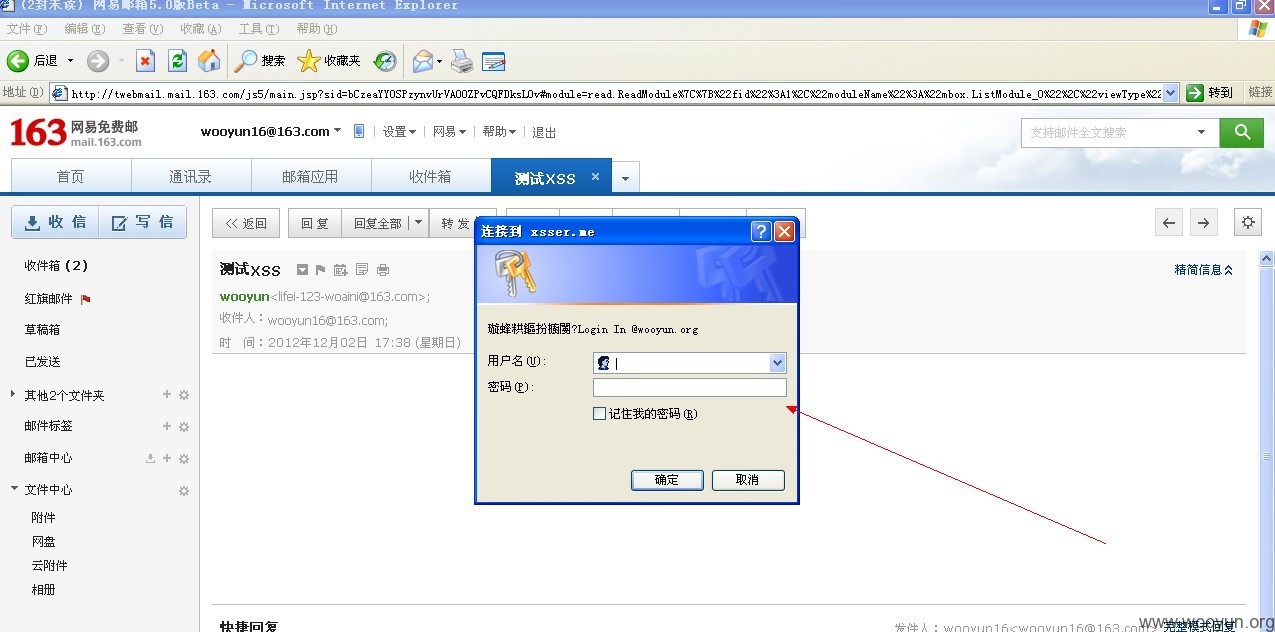 (2封未读) 网易邮箱5.0版Beta - Microsoft Internet Explorer
文件(F) 编辑(E) 查看(V) 收藏(A) 工具(T) 帮助(H)
后退 搜索 收藏夹
地址(D) http://twebmail.mail.163.com/js5/main.jsp?sid=bCzeaYYOSPzynvUrVAOOZPvCQFDksLOv#module=read.ReadModule%7C%7B%22fid%22%3A1%2C%22moduleName%22%3A%22mbox.ListModule_0%22%2C%22viewType%22 转到 链接
163 网易免费邮
mail.163.com
wooyun16@163.com 设置 网易 帮助 退出
支持邮件全文搜索
首页 通讯录 邮箱应用 收件箱 测试XSS ×
收信 写信
<< 返回 回复 回复全部 转发
收件箱 (2)
红旗邮件
草稿箱
已发送
其他2个文件夹
邮件标签
邮箱中心
文件中心
附件
网盘
云附件
相册
测试XSS
精简信息
wooyun<lifei-123-woaini@163.com>;
收件人: wooyun16@163.com;
时 间: 2012年12月02日 17:38 (星期日)
连接到 xsser.me
Login In @wooyun.org
用户名(U):
密码(P):
记住我的密码(R)
确定 取消
快捷回复
发件人: wooyun16<wooyun16@163.com> 完整模式回复
www.wooyun.org